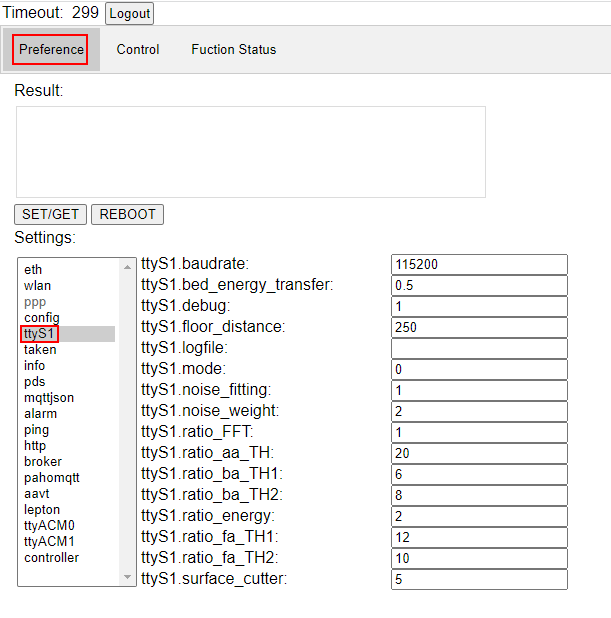 Timeout: 299 Logout
Preference Control Fuction Status
Result:
SET/GET REBOOT
Settings:
eth
wlan
ppp
config
ttyS1
taken
info
pds
mqttjson
alarm
ping
http
broker
pahomqtt
aavt
lepton
ttyACM0
ttyACM1
controller
ttyS1.baudrate: 115200
ttyS1.bed_energy_transfer: 0.5
ttyS1.debug: 1
ttyS1.floor_distance: 250
ttyS1.logfile:
ttyS1.mode: 0
ttyS1.noise_fitting: 1
ttyS1.noise_weight: 2
ttyS1.ratio_FFT: 1
ttyS1.ratio_aa_TH: 20
ttyS1.ratio_ba_TH1: 6
ttyS1.ratio_ba_TH2: 8
ttyS1.ratio_energy: 2
ttyS1.ratio_fa_TH1: 12
ttyS1.ratio_fa_TH2: 10
ttyS1.surface_cutter: 5